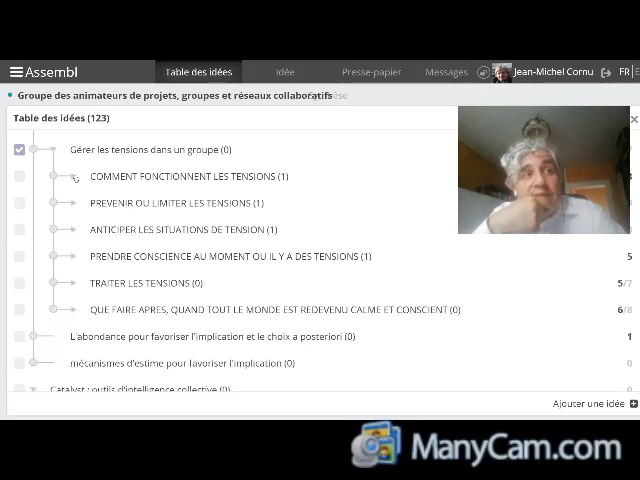 Assembl
Table des idées
Idée
Presse-papier
Messages
Jean-Michel Cornu
FR
Groupe des animateurs de projets, groupes et réseaux collaboratifs
Table des idées (123)
Gérer les tensions dans un groupe (0)
COMMENT FONCTIONNENT LES TENSIONS (1)
PREVENIR OU LIMITER LES TENSIONS (1)
ANTICIPER LES SITUATIONS DE TENSION (1)
PRENDRE CONSCIENCE AU MOMENT OU IL Y A DES TENSIONS (1) 5
TRAITER LES TENSIONS (0) 5/7
QUE FAIRE APRES, QUAND TOUT LE MONDE EST REDEVENU CALME ET CONSCIENT (0) 6/8
L'abondance pour favoriser l'implication et le choix a posteriori (0) 1
mécanismes d'estime pour favoriser l'implication (0) 0
Catalyst : outils d'intelligence collective (0)
Ajouter une idée
ManyCam.com